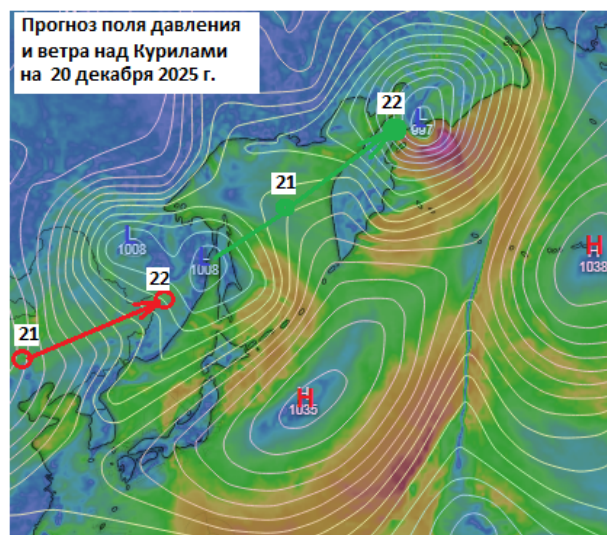 Прогноз поля давления
и ветра над Курилами
на 20 декабря 2025 г.
22
L
997
21
L
1008
L
1008
H
1038
22
21
H
1035